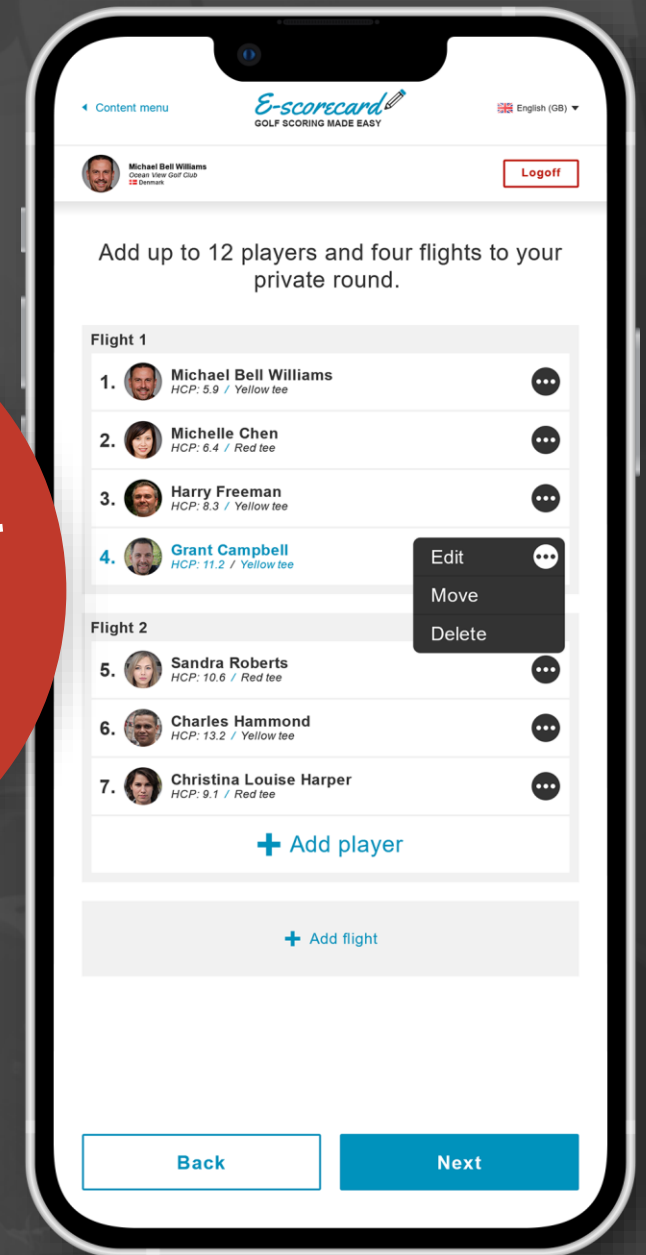 Content menu
E-scorecard
GOLF SCORING MADE EASY
English (GB)
Michael Bell Williams
Ocean View Golf Club
Denmark
Logoff
Add up to 12 players and four flights to your
private round.
Flight 1
1. Michael Bell Williams
HCP: 5.9 / Yellow tee
2. Michelle Chen
HCP: 6.4 / Red tee
3. Harry Freeman
HCP: 8.3 / Yellow tee
4. Grant Campbell
HCP: 11.2 / Yellow tee
Edit
Move
Delete
Flight 2
5. Sandra Roberts
HCP: 10.6 / Red tee
6. Charles Hammond
HCP: 13.2 / Yellow tee
7. Christina Louise Harper
HCP: 9.1 / Red tee
+ Add player
+ Add flight
Back
Next